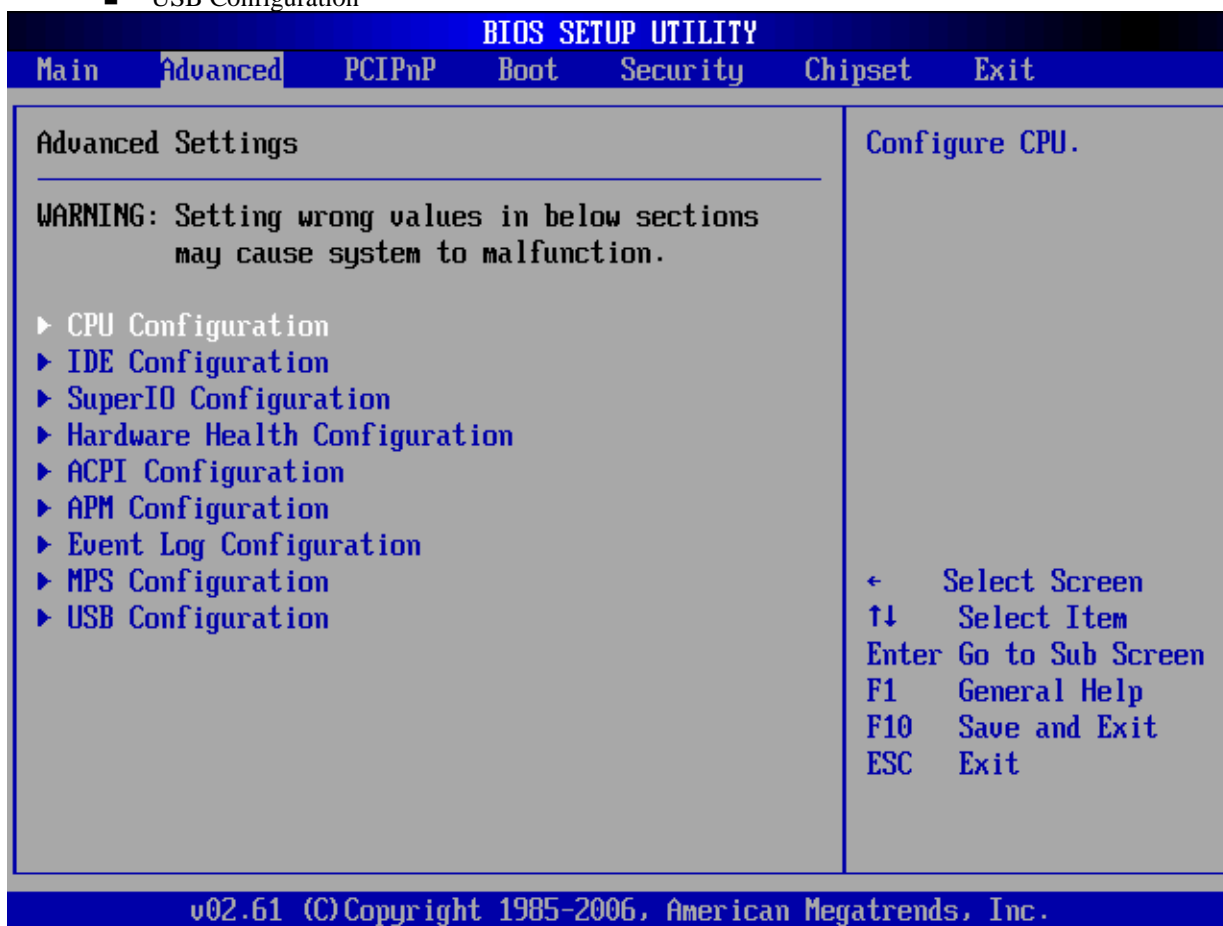 ■ USB Configuration
BIOS SETUP UTILITY
Main Advanced PCIPnP Boot Security Chipset Exit
Advanced Settings
WARNING: Setting wrong values in below sections
may cause system to malfunction.
► CPU Configuration
► IDE Configuration
► SuperIO Configuration
► Hardware Health Configuration
► ACPI Configuration
► APM Configuration
► Event Log Configuration
► MPS Configuration
► USB Configuration
Configure CPU.
← Select Screen
↑↓ Select Item
Enter Go to Sub Screen
F1 General Help
F10 Save and Exit
ESC Exit
v02.61 (C)Copyright 1985-2006, American Megatrends, Inc.